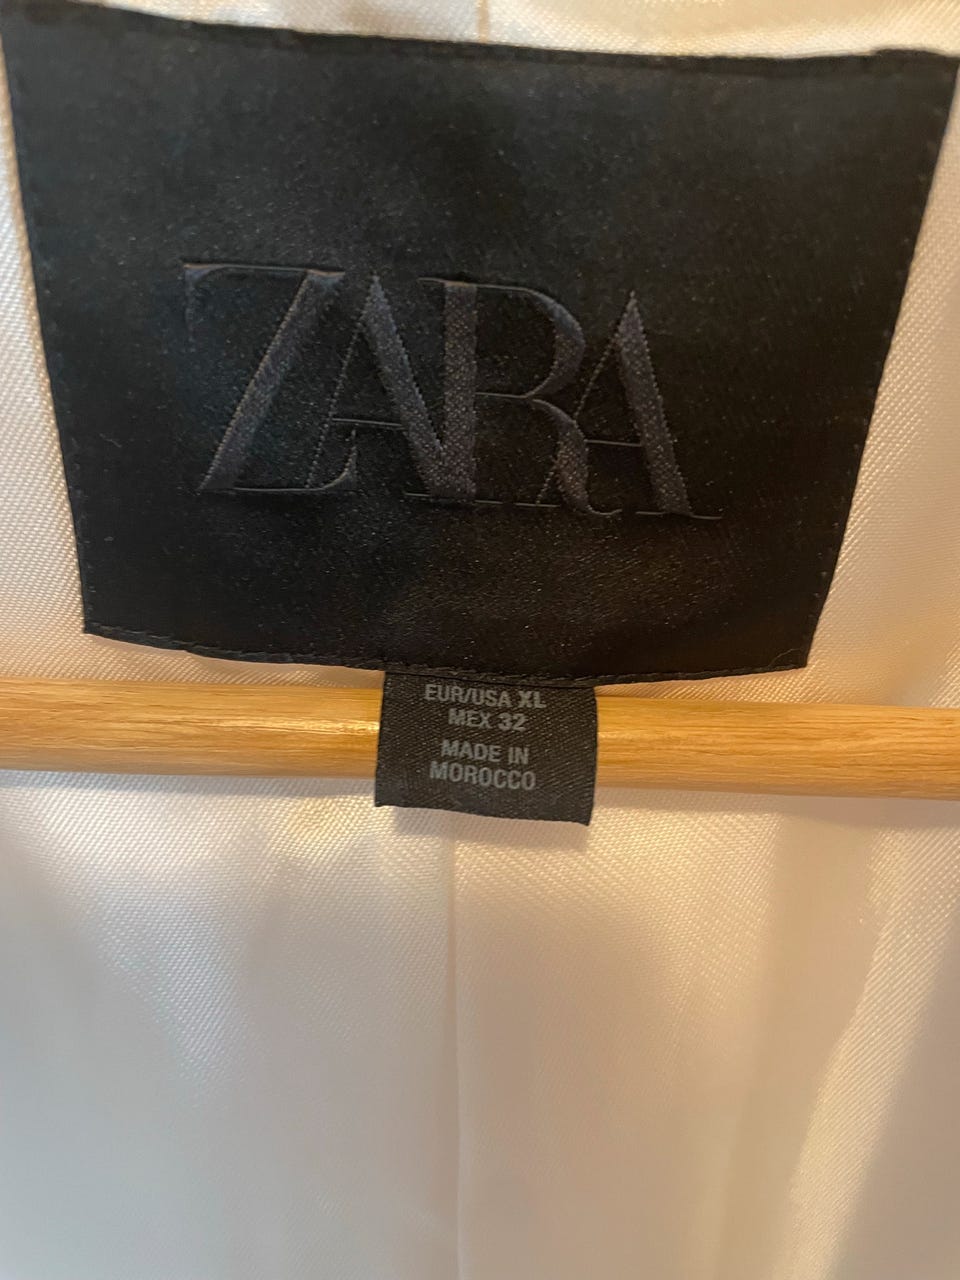 ZARA
EUR/USA XL
MEX 32
MADE IN
MOROCCO